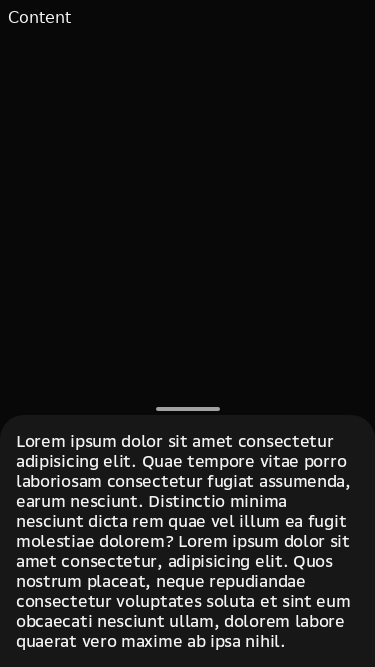 Content
Lorem ipsum dolor sit amet consectetur
adipisicing elit. Quae tempore vitae porro
laboriosam consectetur fugiat assumenda,
earum nesciunt. Distinctio minima
nesciunt dicta rem quae vel illum ea fugit
molestiae dolorem? Lorem ipsum dolor sit
amet consectetur, adipisicing elit. Quos
nostrum placeat, neque repudiandae
consectetur voluptates soluta et sint eum
obcaecati nesciunt ullam, dolorem labore
quaerat vero maxime ab ipsa nihil.